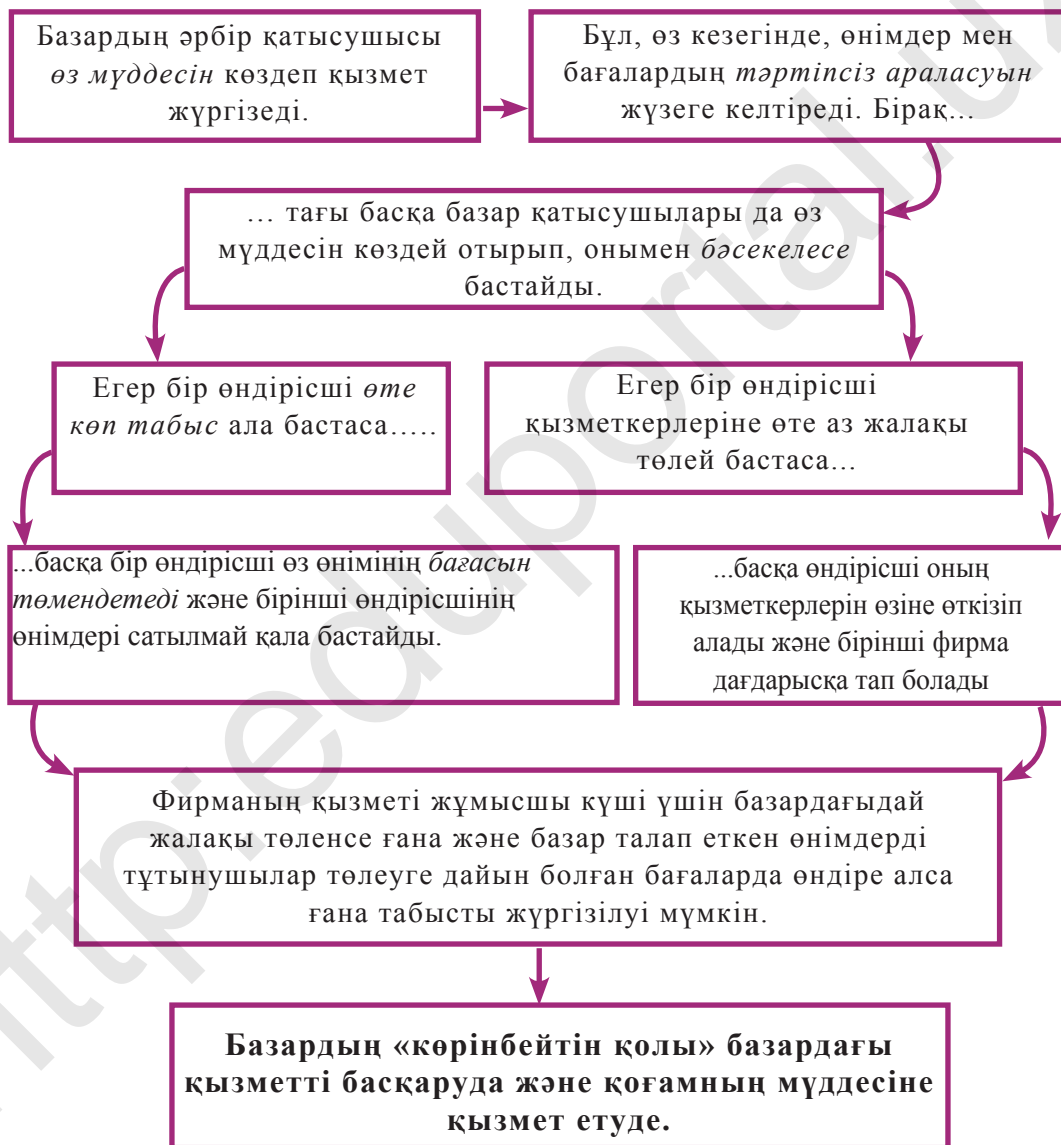 Базардың әрбір қатысушысы
өз мүддесін көздеп қызмет
жүргізеді.
Бұл, өз кезегінде, өнімдер мен
бағалардың тәртіпсіз араласуын
жүзеге келтіреді. Бірақ...
... тағы басқа базар қатысушылары да өз
мүддесін көздей отырып, онымен бәсекелесе
бастайды.
Егер бір өндірісші өте
көп табыс ала бастаса.....
Егер бір өндірісші
қызметкерлеріне өте аз жалақы
төлей бастаса...
...басқа бір өндірісші өз өнімінің бағасын
төмендетеді және бірінші өндірісшінің
өнімдері сатылмай қала бастайды.
...басқа өндірісші оның
қызметкерлерін өзіне өткізіп
алады және бірінші фирма
дағдарысқа тап болады
Фирманың қызметі жұмысшы күші үшін базардағыдай
жалақы төленсе ғана және базар талап еткен өнімдерді
тұтынушылар төлеуге дайын болған бағаларда өндіре алса
ғана табысты жүргізілуі мүмкін.
Базардың «көрінбейтін қолы» базардағы
қызметті басқаруда және қоғамның мүддесіне
қызмет етуде.
ttp:eduportal.u